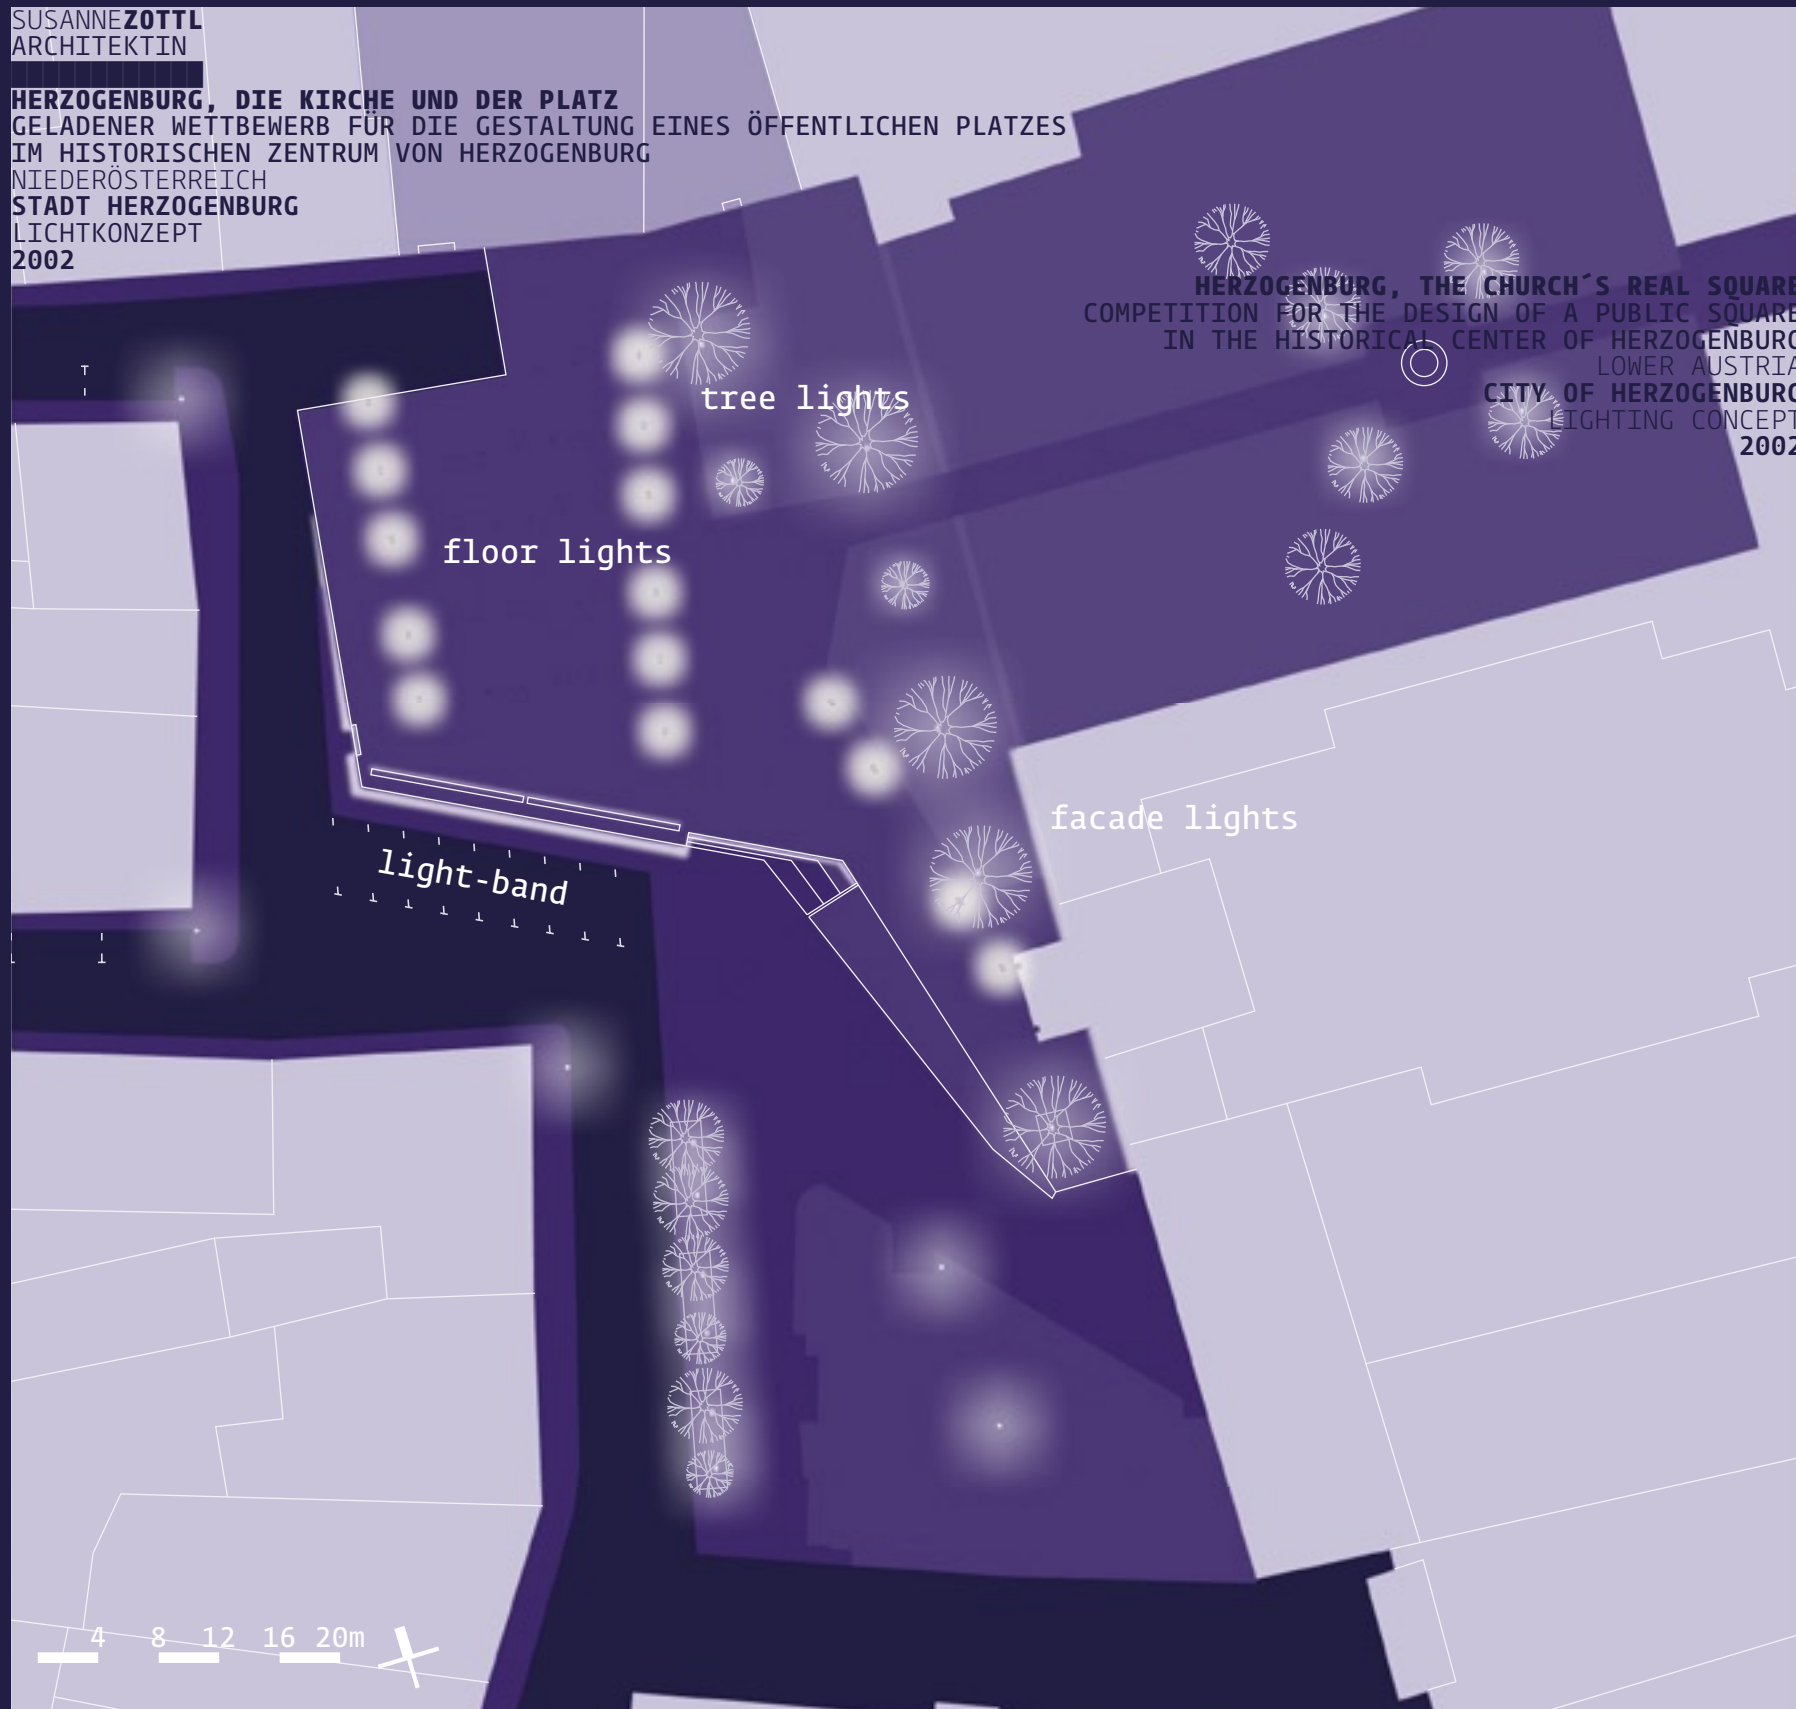 SUSANNEZOTTL
ARCHITEKTIN
HERZOGENBURG, DIE KIRCHE UND DER PLATZ
GELADENER WETTBEWERB FÜR DIE GESTALTUNG EINES ÖFFENTLICHEN PLATZES
IM HISTORISCHEN ZENTRUM VON HERZOGENBURG
NIEDERÖSTERREICH
STADT HERZOGENBURG
LICHTKONZEPT
2002
HERZOGENBURG, THE CHURCH´S REAL SQUARE
COMPETITION FOR THE DESIGN OF A PUBLIC SQUARE
IN THE HISTORICAL CENTER OF HERZOGENBURG
LOWER AUSTRIA
CITY OF HERZOGENBURG
LIGHTING CONCEPT
2002
tree lights
floor lights
facade lights
light-band
4 8 12 16 20m